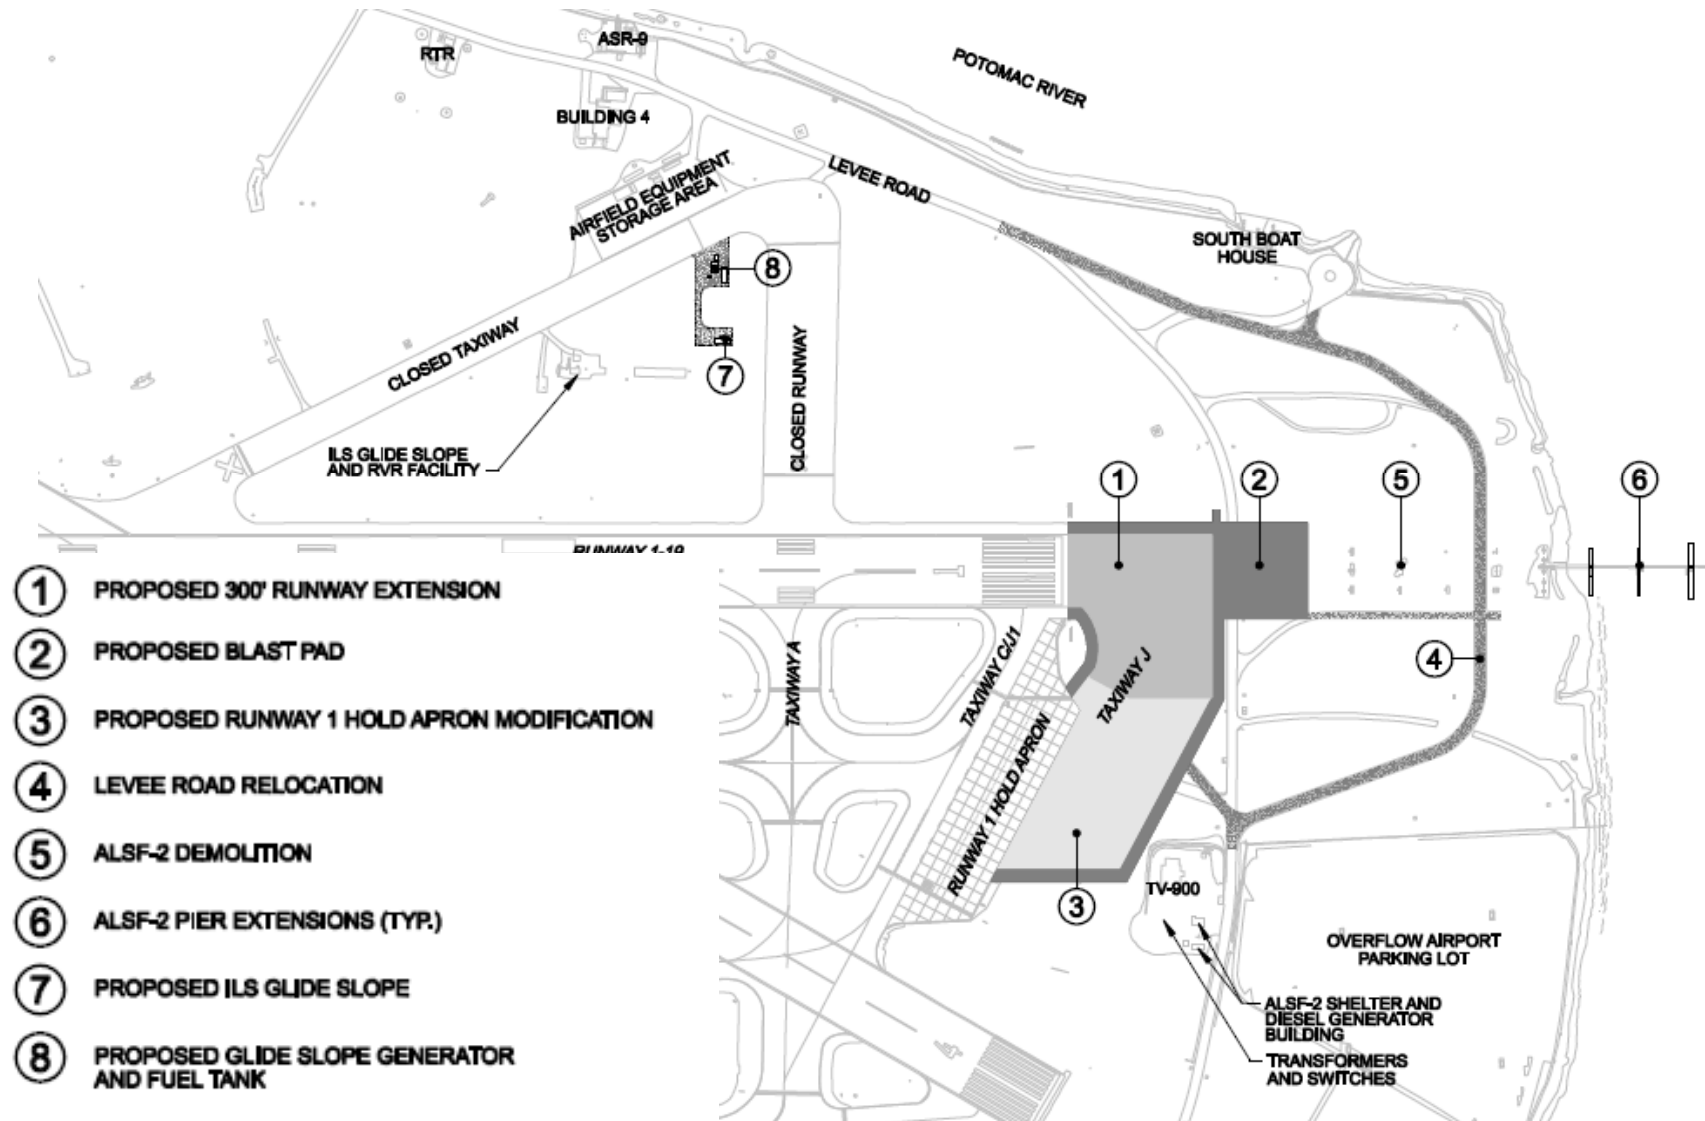 RTR
ASR-9
POTOMAC RIVER
BUILDING 4
AIRFIELD EQUIPMENT
STORAGE AREA
LEVEE ROAD
SOUTH BOAT
HOUSE
8
CLOSED TAXIWAY
7
CLOSED RUNWAY
ILS GLIDE SLOPE
AND RVR FACILITY
1
2
5
6
RUNWAY 1-19
4
TAXIWAY A
TAXIWAY C/J1
TAXIWAY J
RUNWAY 1 HOLD APRON
3
TV-900
OVERFLOW AIRPORT
PARKING LOT
ALSF-2 SHELTER AND
DIESEL GENERATOR
BUILDING
TRANSFORMERS
AND SWITCHES
1 PROPOSED 300' RUNWAY EXTENSION
2 PROPOSED BLAST PAD
3 PROPOSED RUNWAY 1 HOLD APRON MODIFICATION
4 LEVEE ROAD RELOCATION
5 ALSF-2 DEMOLITION
6 ALSF-2 PIER EXTENSIONS (TYP.)
7 PROPOSED ILS GLIDE SLOPE
8 PROPOSED GLIDE SLOPE GENERATOR
AND FUEL TANK